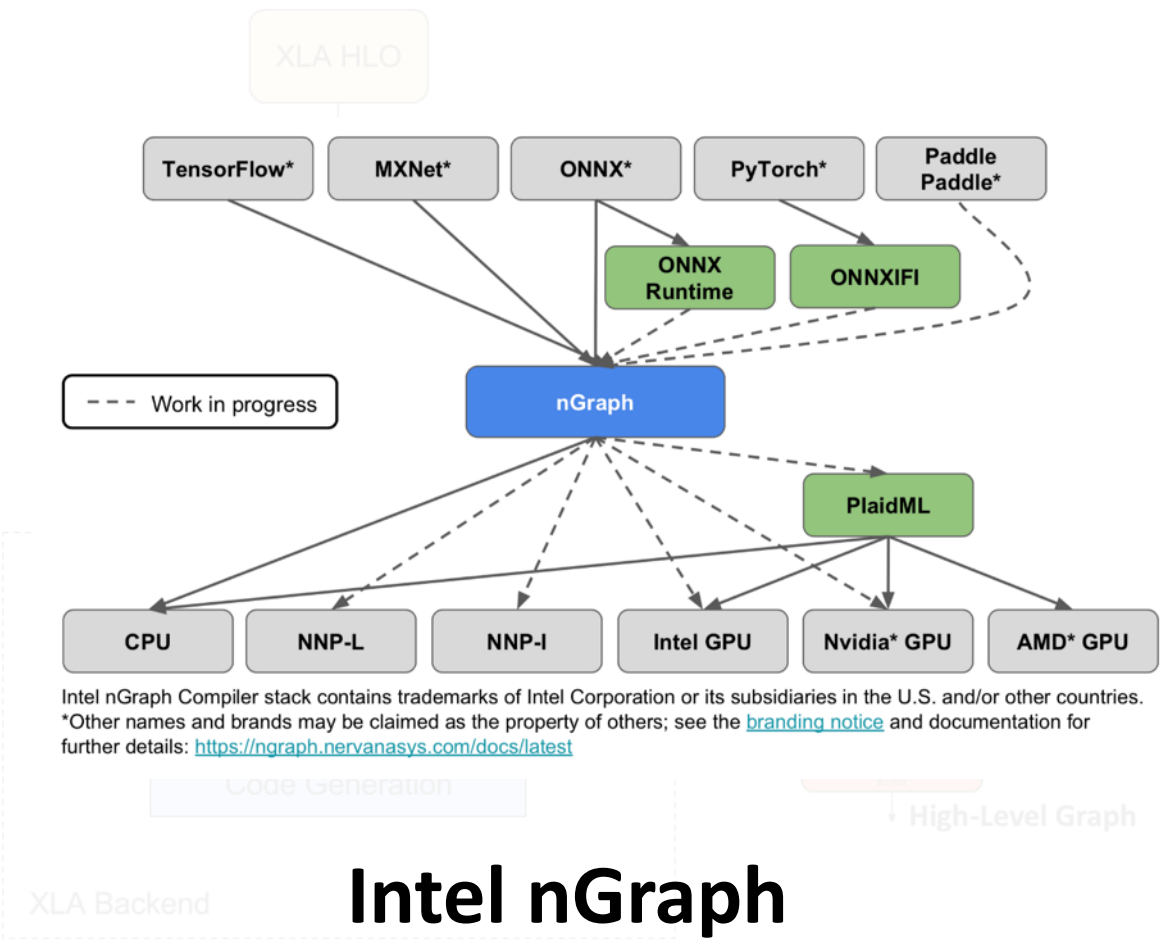 XLA HLO
TensorFlow*
MXNet*
ONNX*
PyTorch*
Paddle
Paddle*
ONNX
Runtime
ONNXIFI
Work in progress
nGraph
PlaidML
CPU
NNP-L
NNP-I
Intel GPU
Nvidia* GPU
AMD* GPU
Intel nGraph Compiler stack contains trademarks of Intel Corporation or its subsidiaries in the U.S. and/or other countries.
*Other names and brands may be claimed as the property of others; see the branding notice and documentation for
further details: https://ngraph.nervanasys.com/docs/latest
Code Generation
High-Level Graph
XLA Backend
Intel nGraph